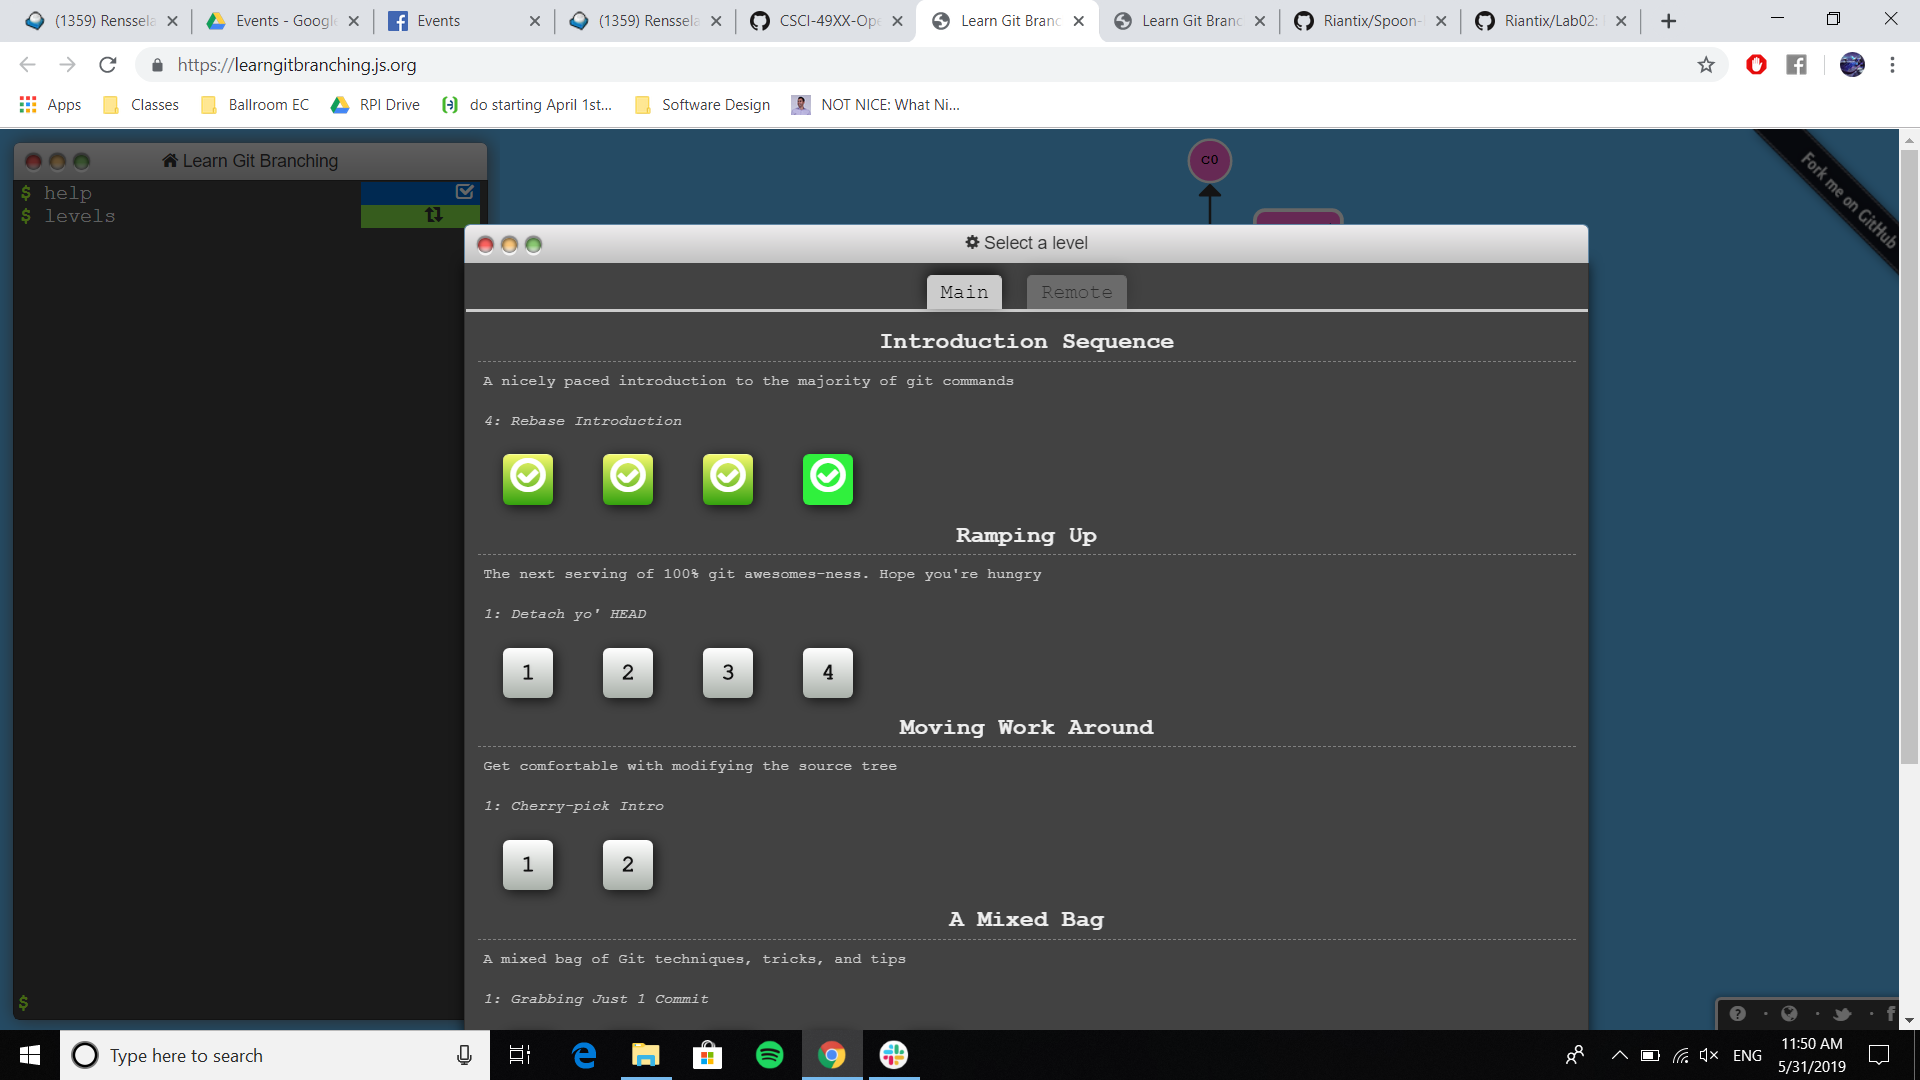 (1359) Renssela
Events - Google
Events
(1359) Renssela
CSCI-49XX-Ope
Learn Git Branc
Learn Git Branc
Riantix/Spoon-
Riantix/Lab02:
https://learngitbranching.js.org
Apps
Classes
Ballroom EC
RPI Drive
do starting April 1st...
Software Design
NOT NICE: What Ni...
Learn Git Branching
$ help
$ levels
$
C0
Fork me on GitHub
Select a level
Main
Remote
Introduction Sequence
A nicely paced introduction to the majority of git commands
4: Rebase Introduction
Ramping Up
The next serving of 100% git awesomes-ness. Hope you're hungry
1: Detach yo' HEAD
1 2 3 4
Moving Work Around
Get comfortable with modifying the source tree
1: Cherry-pick Intro
1 2
A Mixed Bag
A mixed bag of Git techniques, tricks, and tips
1: Grabbing Just 1 Commit
Type here to search
ENG
11:50 AM
5/31/2019